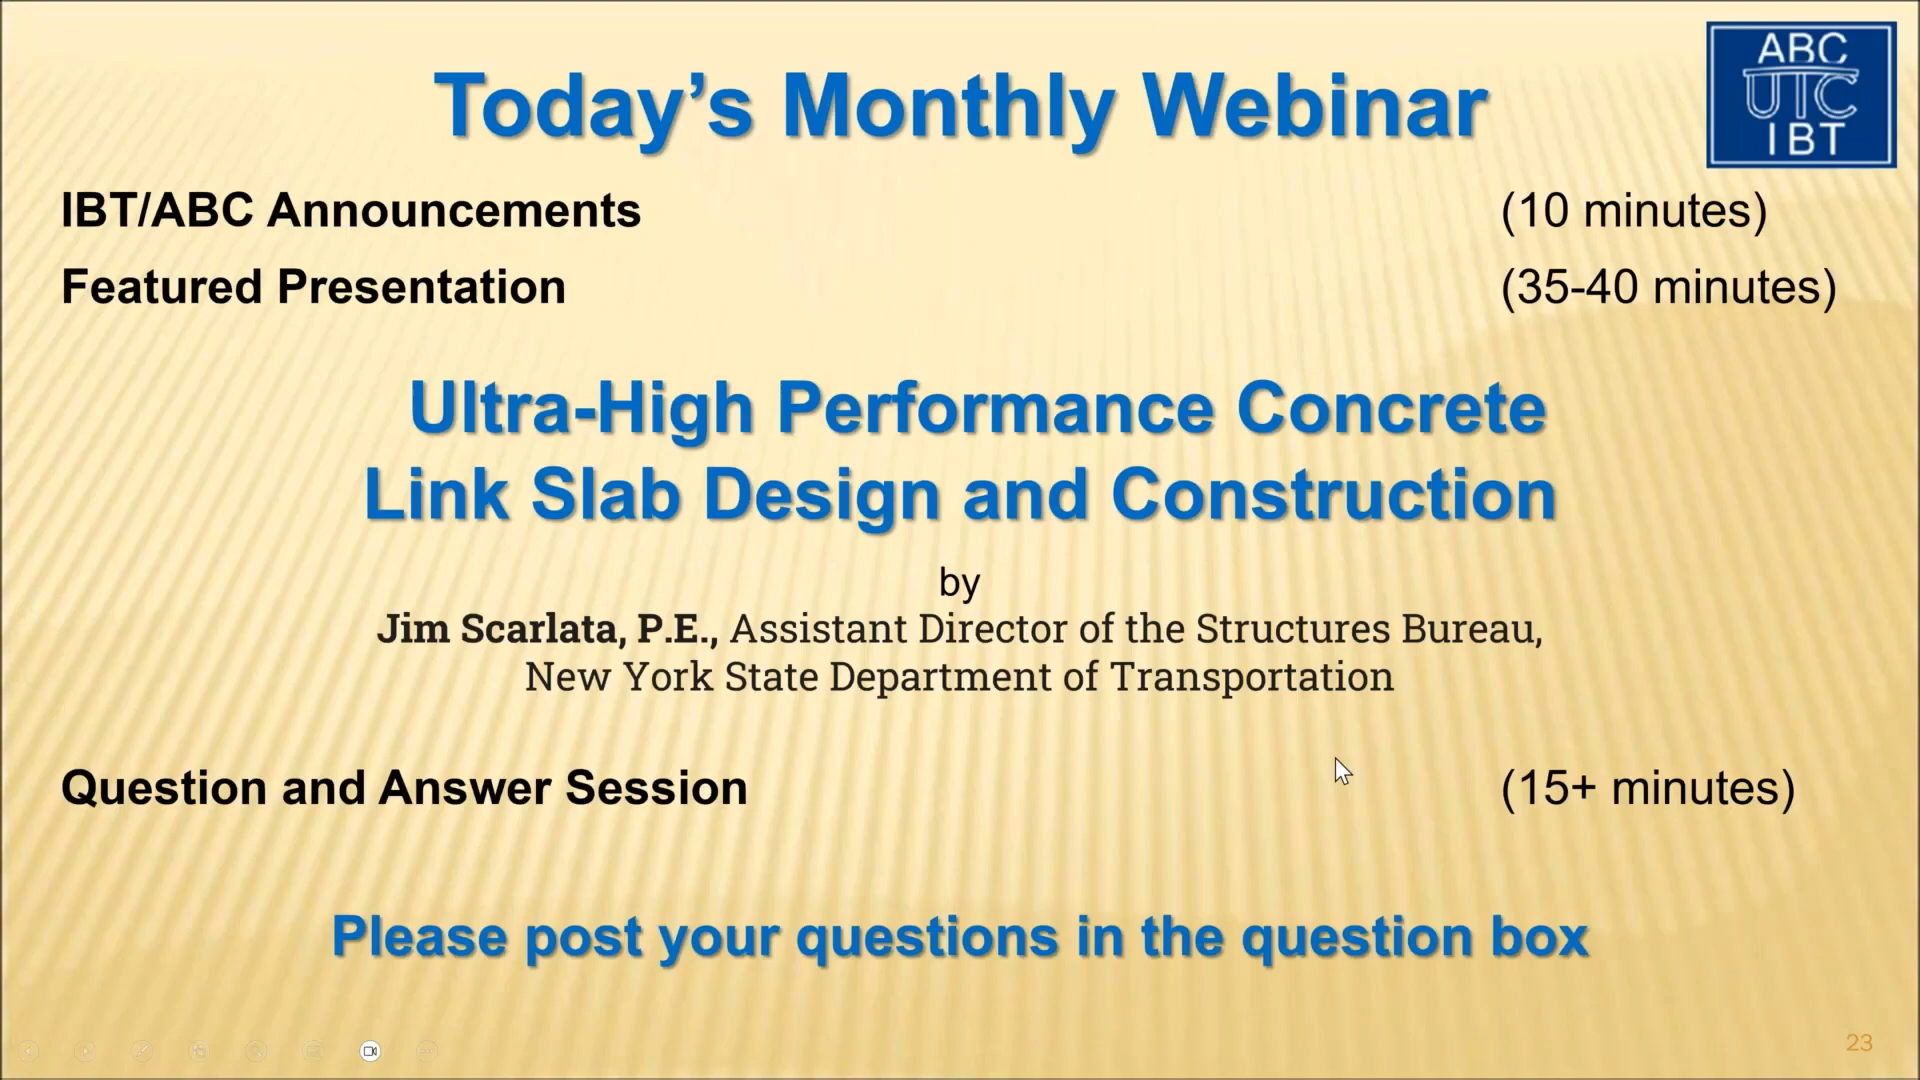 Today’s Monthly Webinar
ABC
UTC
IBT
IBT/ABC Announcements (10 minutes)
Featured Presentation (35-40 minutes)
Ultra-High Performance Concrete
Link Slab Design and Construction
by
Jim Scarlata, P.E., Assistant Director of the Structures Bureau,
New York State Department of Transportation
Question and Answer Session (15+ minutes)
Please post your questions in the question box
23